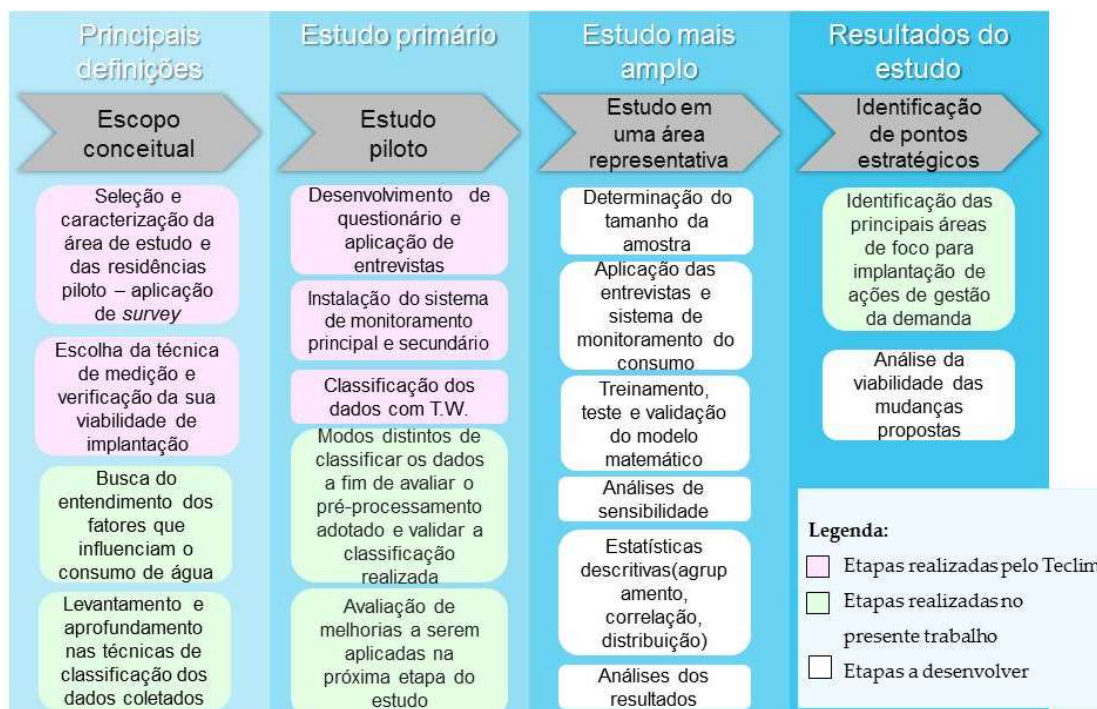 Principais
definições
Escopo
conceitual
Seleção e
caracterização da
área de estudo e
das residências
piloto – aplicação
de survey
Escolha da técnica
de medição e
verificação da sua
viabilidade de
implantação
Busca do
entendimento dos
fatores que
influenciam o
consumo de água
Levantamento e
aprofundamento
nas técnicas de
classificação dos
dados coletados
Estudo primário
Estudo
piloto
Desenvolvimento de
questionário e
aplicação de
entrevistas
Instalação do sistema
de monitoramento
principal e secundário
Classificação dos
dados com T.W.
Modos distintos de
classificar os dados
a fim de avaliar o
pré-processamento
adotado e validar a
classificação
realizada
Avaliação de
melhorias a serem
aplicadas na
próxima etapa do
estudo
Estudo mais
amplo
Estudo em
uma área
representativa
Determinação do
tamanho da
amostra
Aplicação das
entrevistas e
sistema de
monitoramento do
consumo
Treinamento,
teste e validação
do modelo
matemático
Análises de
sensibilidade
Estatísticas
descritivas(agrup
amento,
correlação,
distribuição)
Análises dos
resultados
Resultados do
estudo
Identificação
de pontos
estratégicos
Identificação das
principais áreas
de foco para
implantação de
ações de gestão
da demanda
Análise da
viabilidade das
mudanças
propostas
Legenda:
Etapas realizadas pelo Teclim
Etapas realizadas no
presente trabalho
Etapas a desenvolver